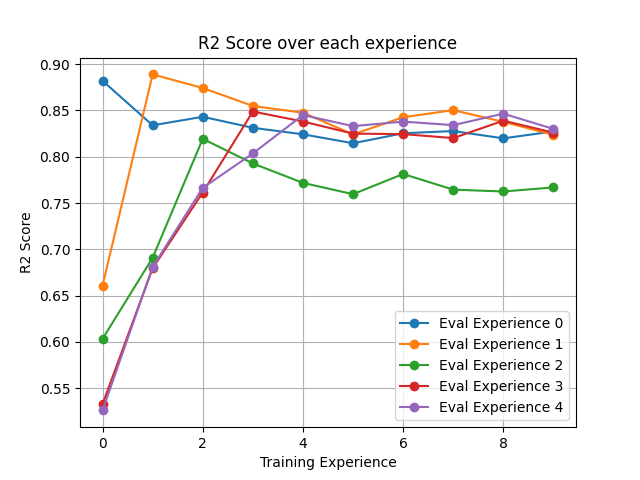 R2 Score over each experience
0.90
0.85
0.80
0.75
0.70
0.65
0.60
0.55
R2 Score
Eval Experience 0
Eval Experience 1
Eval Experience 2
Eval Experience 3
Eval Experience 4
0 2 4 6 8
Training Experience